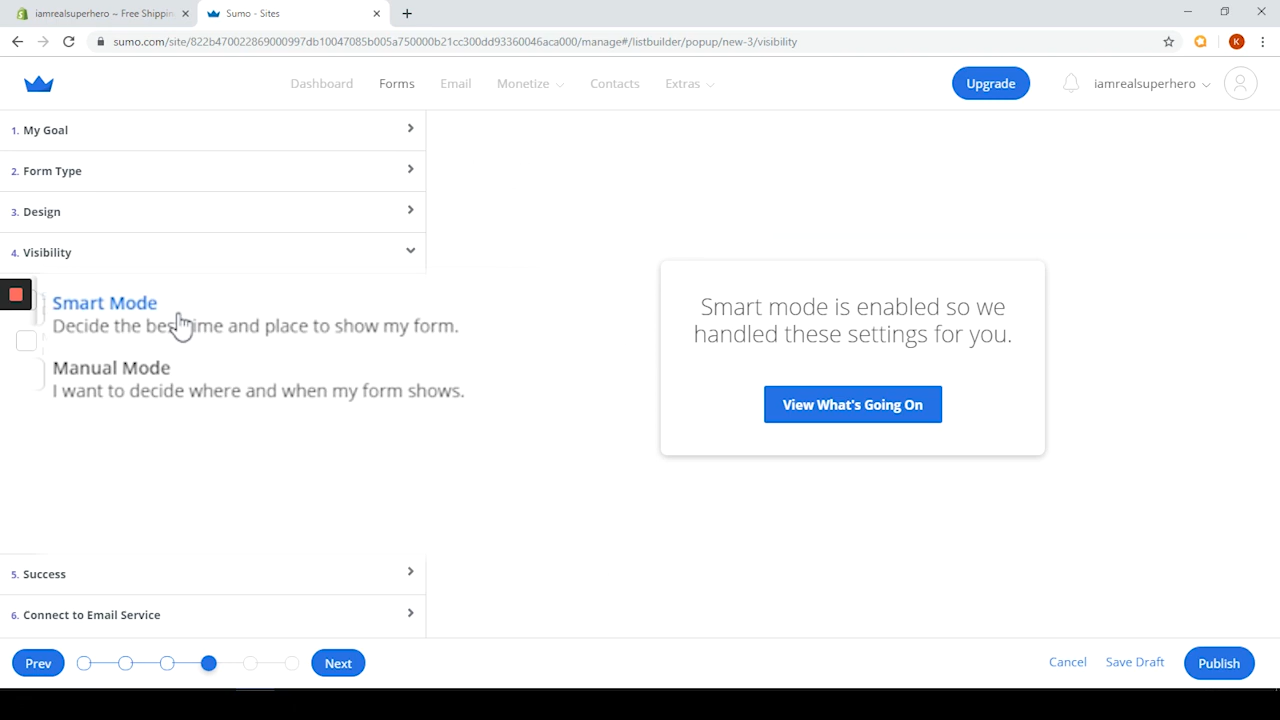 iamrealsuperhero ~ Free Shippin
Sumo - Sites
sumo.com/site/822b470022869000997db10047085b005a750000b21cc300dd93360046aca000/manage#/listbuilder/popup/new-3/visibility
K
Dashboard
Forms
Email
Monetize
Contacts
Extras
Upgrade
iamrealsuperhero
1. My Goal
2. Form Type
3. Design
4. Visibility
Smart Mode
Decide the best time and place to show my form.
Manual Mode
I want to decide where and when my form shows.
Smart mode is enabled so we
handled these settings for you.
View What's Going On
5. Success
6. Connect to Email Service
Prev
Next
Cancel
Save Draft
Publish